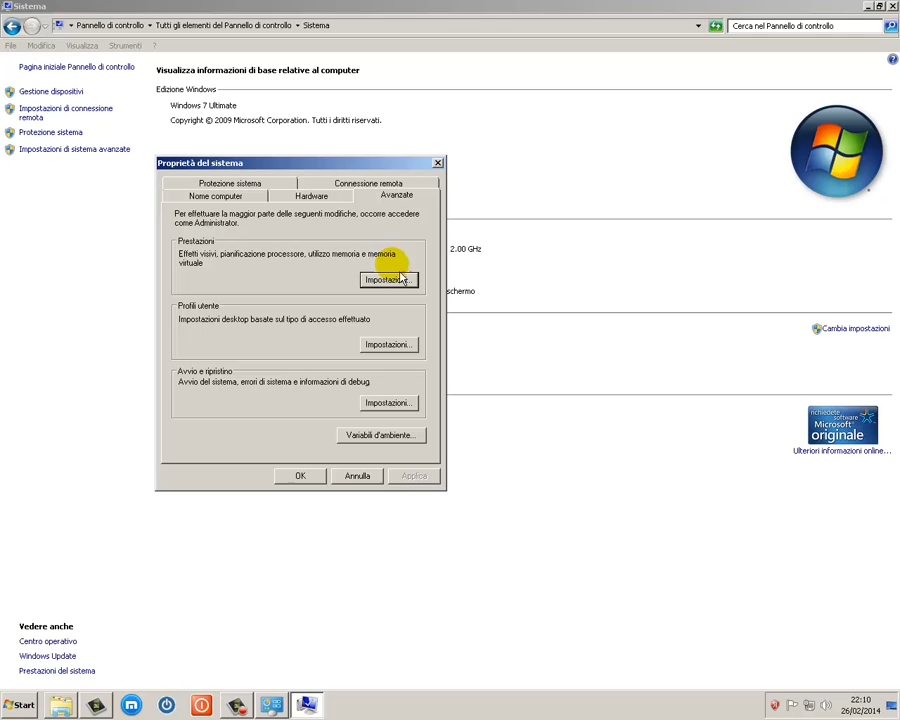 Sistema
Pannello di controllo
Tutti gli elementi del Pannello di controllo
Sistema
Cerca nel Pannello di controllo
File
Modifica
Visualizza
Strumenti
?
Pagina iniziale Pannello di controllo
Gestione dispositivi
Impostazioni di connessione
remota
Protezione sistema
Impostazioni di sistema avanzate
Visualizza informazioni di base relative al computer
Edizione Windows
Windows 7 Ultimate
Copyright © 2009 Microsoft Corporation. Tutti i diritti riservati.
Proprietà del sistema
Protezione sistema
Connessione remota
Nome computer
Hardware
Avanzate
Per effettuare la maggior parte delle seguenti modifiche, occorre accedere
come Administrator.
Prestazioni
Effetti visivi, pianificazione processore, utilizzo memoria e memoria
virtuale
Impostazioni...
Profili utente
Impostazioni desktop basate sul tipo di accesso effettuato
Impostazioni...
Avvio e ripristino
Avvio del sistema, errori di sistema e informazioni di debug
Impostazioni...
Variabili d'ambiente...
OK
Annulla
Applica
2.00 GHz
schermo
Cambia impostazioni
richiedete
software
Microsoft
originale
Ulteriori informazioni online...
Vedere anche
Centro operativo
Windows Update
Prestazioni del sistema
Start
22:10
26/02/2014